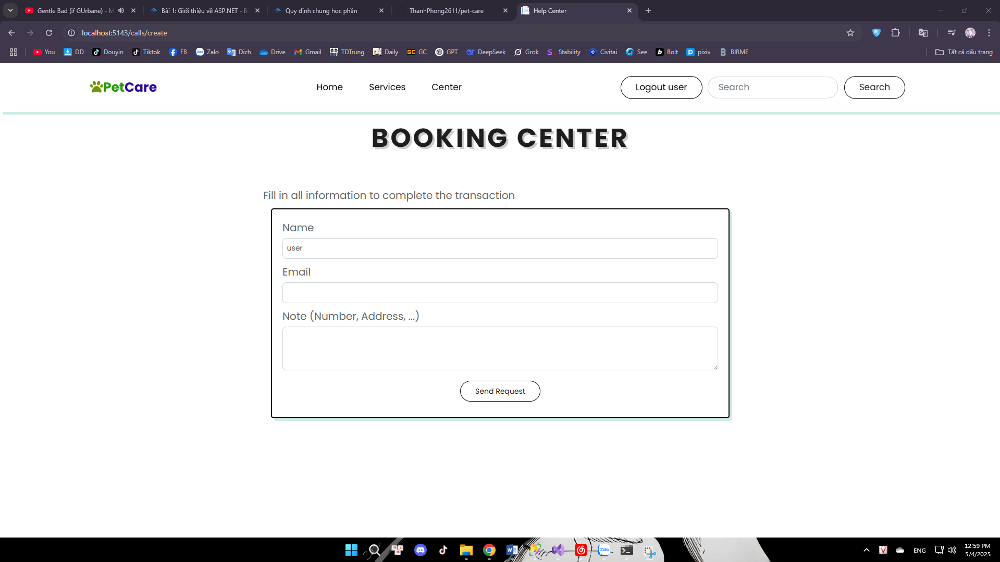 Gentle Bad (if GUrbane) - M
Bài 1: Giới thiệu về ASP.NET - B
Quy định chung học phần
ThanhPhong2611/pet-care
Help Center
localhost:5143/calls/create
You
DD
Douyin
Tiktok
FB
Zalo
Dịch
Drive
Gmail
TDTrung
Daily
GC
GPT
DeepSeek
Grok
Stability
Civitai
See
Bolt
pixiv
BIRME
Tất cả dấu trang
PetCare
Home
Services
Center
Logout user
Search
Search
BOOKING CENTER
Fill in all information to complete the transaction
Name
user
Email
Note (Number, Address, ...)
Send Request
ENG
12:59 PM
5/4/2025